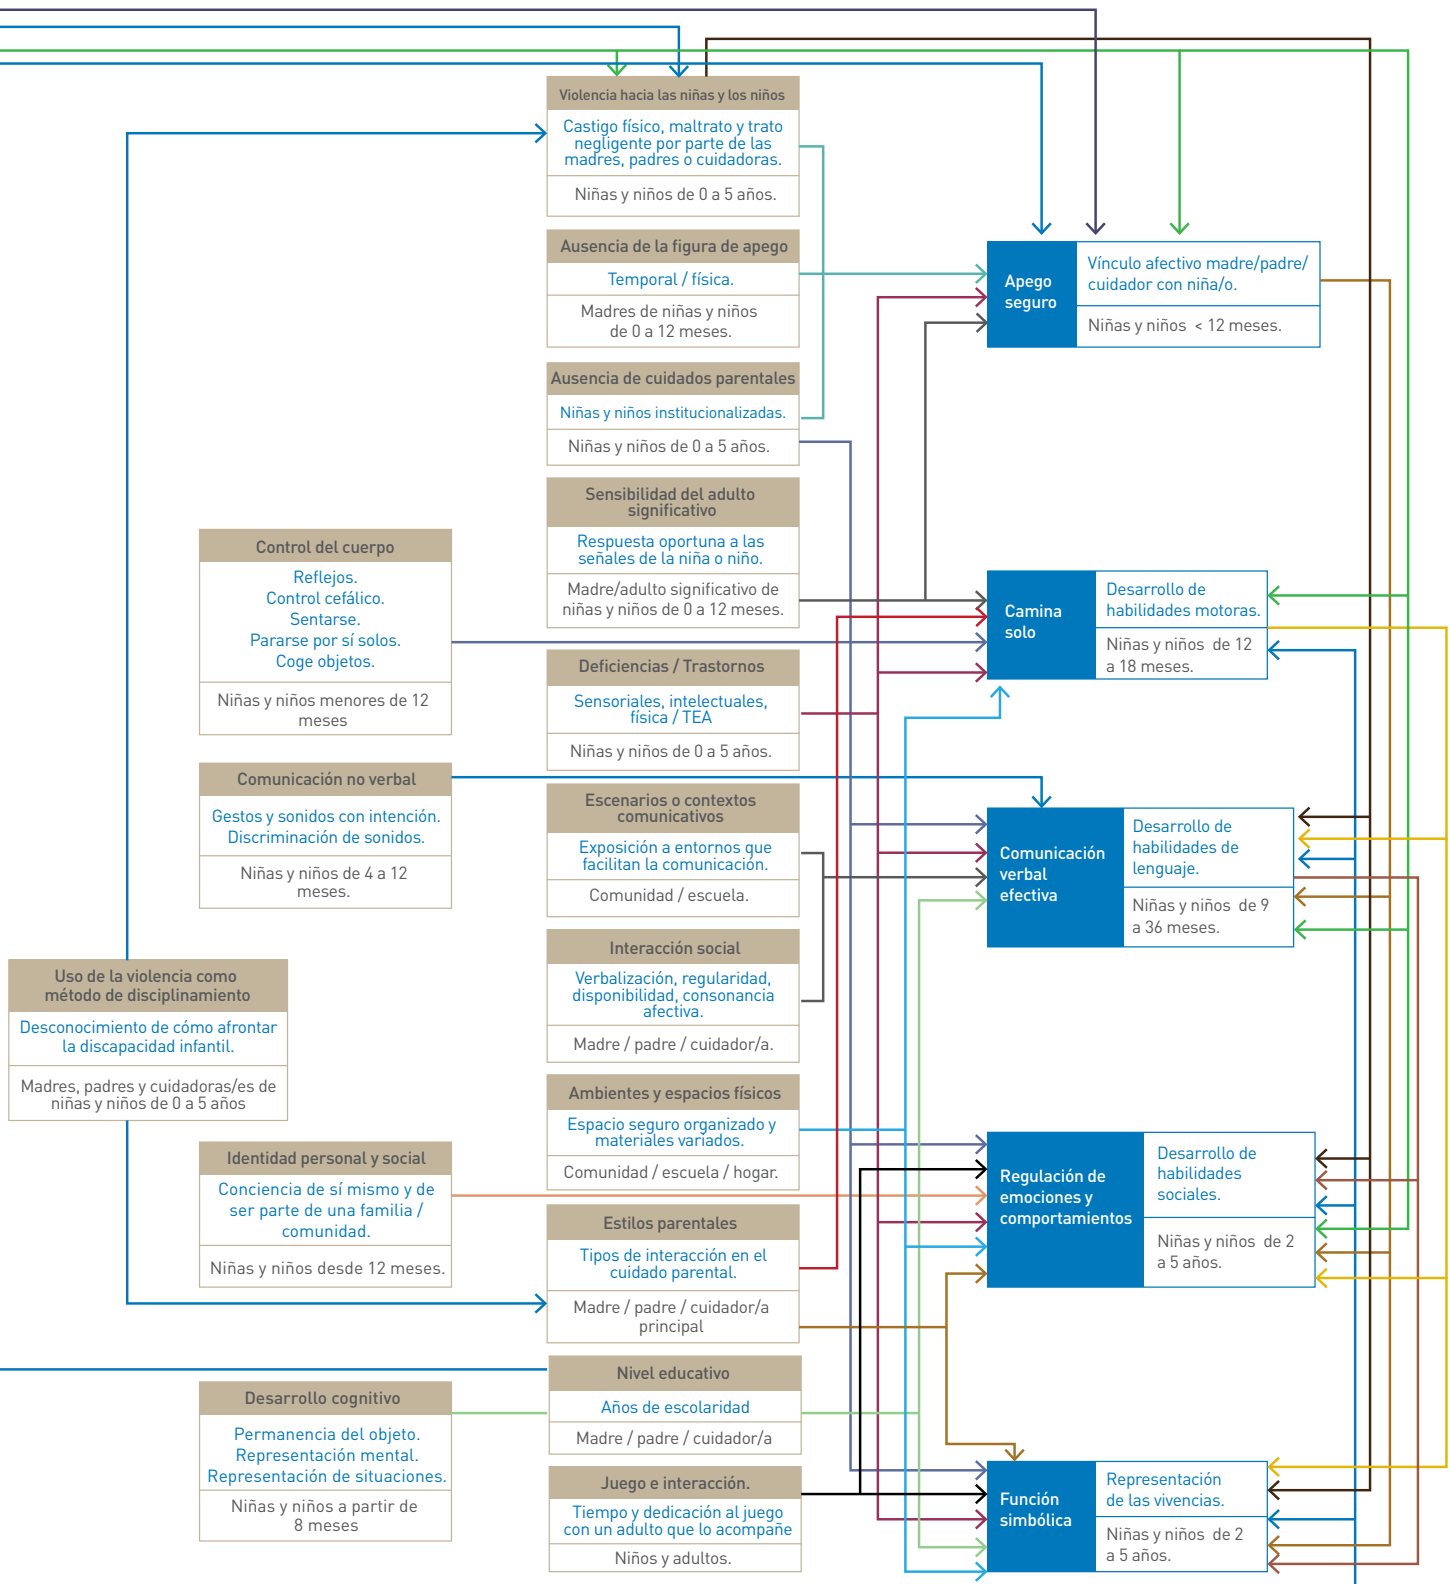 Violencia hacia las niñas y los niños
Castigo físico, maltrato y trato
negligente por parte de las
madres, padres o cuidadoras.
Niñas y niños de 0 a 5 años.
Ausencia de la figura de apego
Temporal / física.
Madres de niñas y niños
de 0 a 12 meses.
Ausencia de cuidados parentales
Niñas y niños institucionalizadas.
Niñas y niños de 0 a 5 años.
Sensibilidad del adulto
significativo
Respuesta oportuna a las
señales de la niña o niño.
Madre/adulto significativo de
niñas y niños de 0 a 12 meses.
Deficiencias / Trastornos
Sensoriales, intelectuales,
física / TEA
Niñas y niños de 0 a 5 años.
Escenarios o contextos
comunicativos
Exposición a entornos que
facilitan la comunicación.
Comunidad / escuela.
Interacción social
Verbalización, regularidad,
disponibilidad, consonancia
afectiva.
Madre / padre / cuidador/a.
Ambientes y espacios físicos
Espacio seguro organizado y
materiales variados.
Comunidad / escuela / hogar.
Estilos parentales
Tipos de interacción en el
cuidado parental.
Madre / padre / cuidador/a
principal
Nivel educativo
Años de escolaridad
Madre / padre / cuidador/a
Juego e interacción.
Tiempo y dedicación al juego
con un adulto que lo acompañe
Niños y adultos.
Control del cuerpo
Reflejos.
Control cefálico.
Sentarse.
Pararse por sí solos.
Coge objetos.
Niñas y niños menores de 12
meses
Comunicación no verbal
Gestos y sonidos con intención.
Discriminación de sonidos.
Niñas y niños de 4 a 12
meses.
Uso de la violencia como
método de disciplinamiento
Desconocimiento de cómo afrontar
la discapacidad infantil.
Madres, padres y cuidadoras/es de
niñas y niños de 0 a 5 años
Identidad personal y social
Conciencia de sí mismo y de
ser parte de una familia /
comunidad.
Niñas y niños desde 12 meses.
Desarrollo cognitivo
Permanencia del objeto.
Representación mental.
Representación de situaciones.
Niñas y niños a partir de
8 meses
Apego
seguro
Vínculo afectivo madre/padre/
cuidador con niña/o.
Niñas y niños < 12 meses.
Camina
solo
Desarrollo de
habilidades motoras.
Niñas y niños de 12
a 18 meses.
Comunicación
verbal
efectiva
Desarrollo de
habilidades de
lenguaje.
Niñas y niños de 9
a 36 meses.
Regulación de
emociones y
comportamientos
Desarrollo de
habilidades
sociales.
Niñas y niños de 2
a 5 años.
Función
simbólica
Representación
de las vivencias.
Niñas y niños de 2
a 5 años.